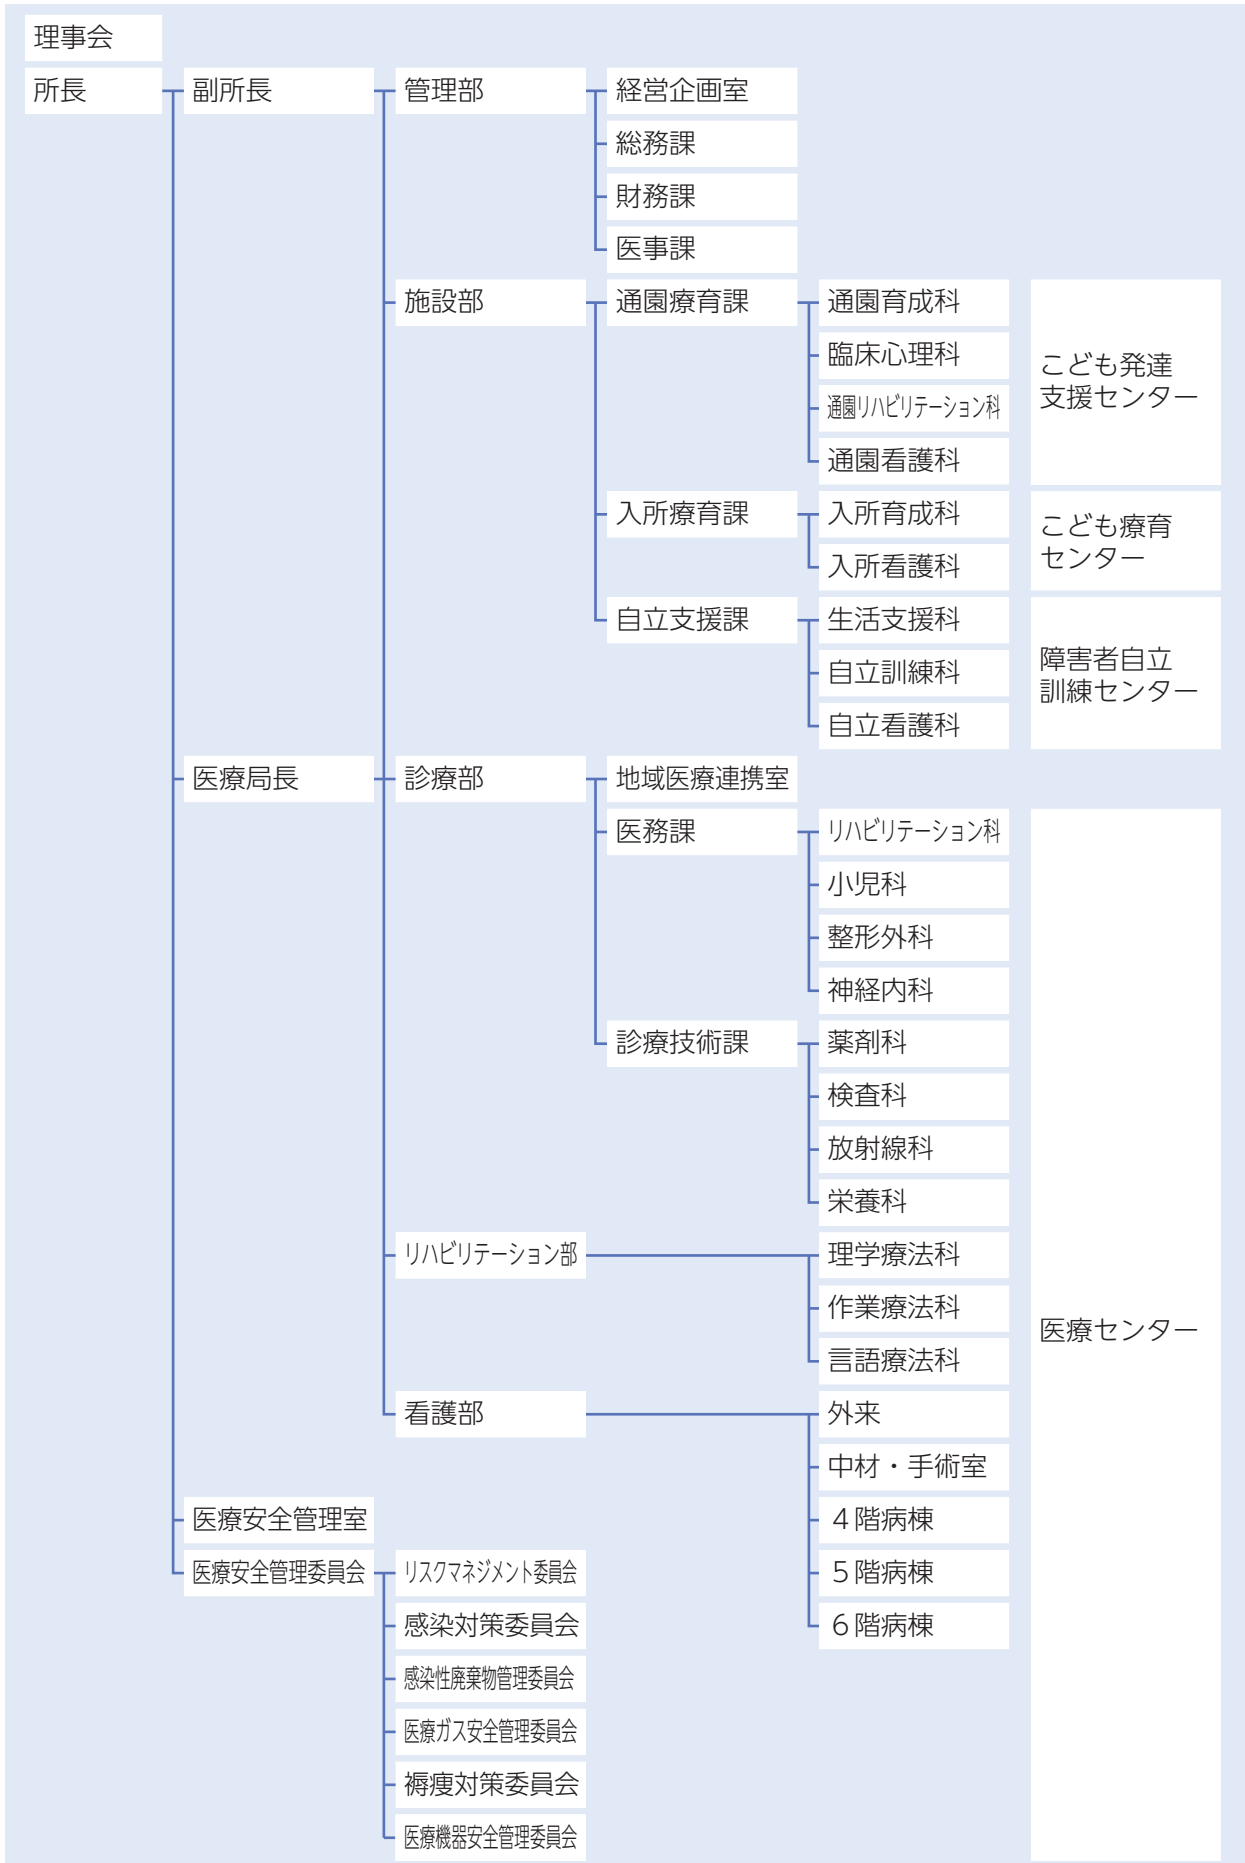 理事会
所長
副所長
管理部
経営企画室
総務課
財務課
医事課
施設部
通園療育課
通園育成科
臨床心理科
通園リハビリテーション科
通園看護科
こども発達
支援センター
入所療育課
入所育成科
入所看護科
こども療育
センター
自立支援課
生活支援科
自立訓練科
自立看護科
障害者自立
訓練センター
医療局長
診療部
地域医療連携室
医務課
リハビリテーション科
小児科
整形外科
神経内科
診療技術課
薬剤科
検査科
放射線科
栄養科
リハビリテーション部
理学療法科
作業療法科
言語療法科
看護部
外来
中材・手術室
4階病棟
5階病棟
6階病棟
医療センター
医療安全管理室
医療安全管理委員会
リスクマネジメント委員会
感染対策委員会
感染性廃棄物管理委員会
医療ガス安全管理委員会
褥瘦対策委員会
医療機器安全管理委員会